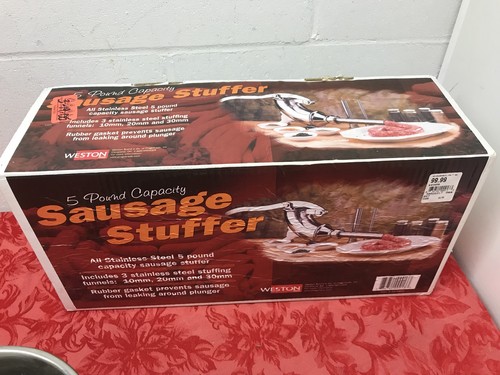 5 Pound Capacity
Sausage Stuffer
All Stainless Steel 5 pound
capacity sausage stuffer
Includes 3 stainless steel stuffing
funnels: 10mm, 20mm and 30mm
Rubber gasket prevents sausage
from leaking around plunger
WESTON
5 Pound Capacity
Sausage
Stuffer
All Stainless Steel 5 pound
capacity sausage stuffer
Includes 3 stainless steel stuffing
funnels: 10mm, 20mm and 30mm
Rubber gasket prevents sausage
from leaking around plunger
WESTON
99.99